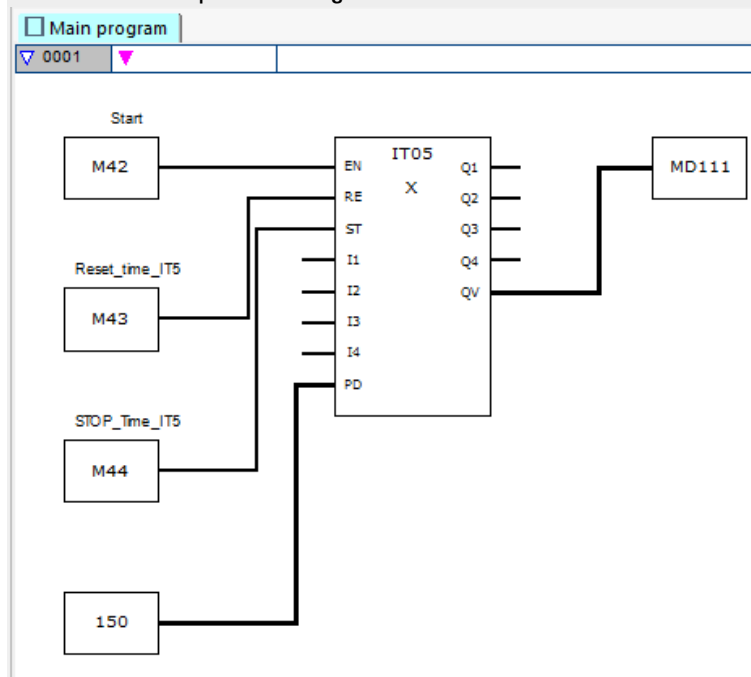 Main program
0001
Start
M42
Reset_time_IT5
M43
STOP_Time_IT5
M44
150
IT05
X
EN
RE
ST
I1
I2
I3
I4
PD
Q1
Q2
Q3
Q4
QV
MD111